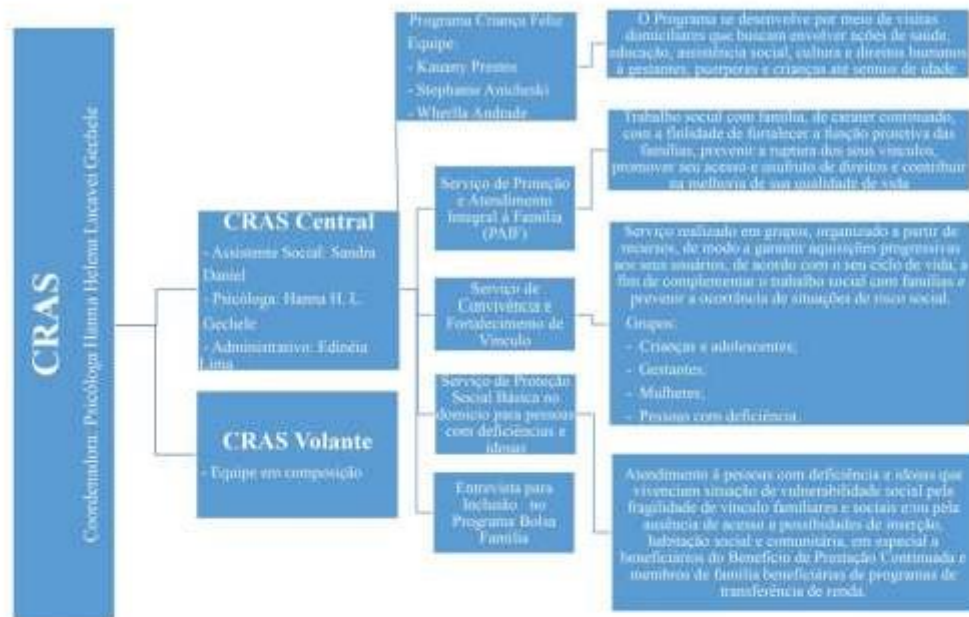 CRAS
Coordenadora: Psicóloga Hanna Helena Lucavei Gechele
CRAS Central
- Assistente Social: Sandra
Daniel
- Psicóloga: Hanna H. L.
Gechele
- Administrativo: Edinéia
Lima
CRAS Volante
- Equipe em composição
Programa Criança Feliz
Equipe:
- Kauany Prestes
- Stephanie
- Wherlla Andrade
Serviço de Proteção
e Atendimento
Integral à Família
(PAIF)
Serviço de
Convivência e
Fortalecimento de
Vínculo
Serviço de Proteção
Social Básica no
domicío para pessoas
com deficiências e
idosas
Entrevista para
Inclusão no
Programa Bolsa
Família
O Programa se desenvolve por meio de visitas
domiciliares que buscam envolver ações de saúde,
educação, assistência social, cultura e direitos humanos
a gestantes, puerperas e crianças até de idade.
Trabalho social com família, de caráter continuado,
com a finalidade de fortalecer a função protetiva das
famílias, prevenir a ruptura dos seus vínculos,
promover seu acesso e usufruto de direitos e contribuir
na melhoria de sua qualidade de vida
Serviço realizado em grupos, organizado a partir de
recursos, de modo a garantir aquisições progressivas
aos seus usuários, de acordo com o seu ciclo de vida, a
fim de complementar o trabalho social com famílias e
prevenir a ocorrência de situações de risco social.
Grupos:
- Crianças e adolescentes;
- Gestantes;
- Mulheres;
- Pessoas com deficiência.
Atendimento à pessoas com deficiência e idosas que
vivenciam situação de vulnerabilidade social pela
fragilidade de vínculo familiares e sociais e/ou pela
ausência de acesso a possibilidades de inserção,
habitação social e comunitária, em especial a
beneficiários do Benefício de Prestação Continuada e
membros de família beneficiárias de programas de
transferência de renda.